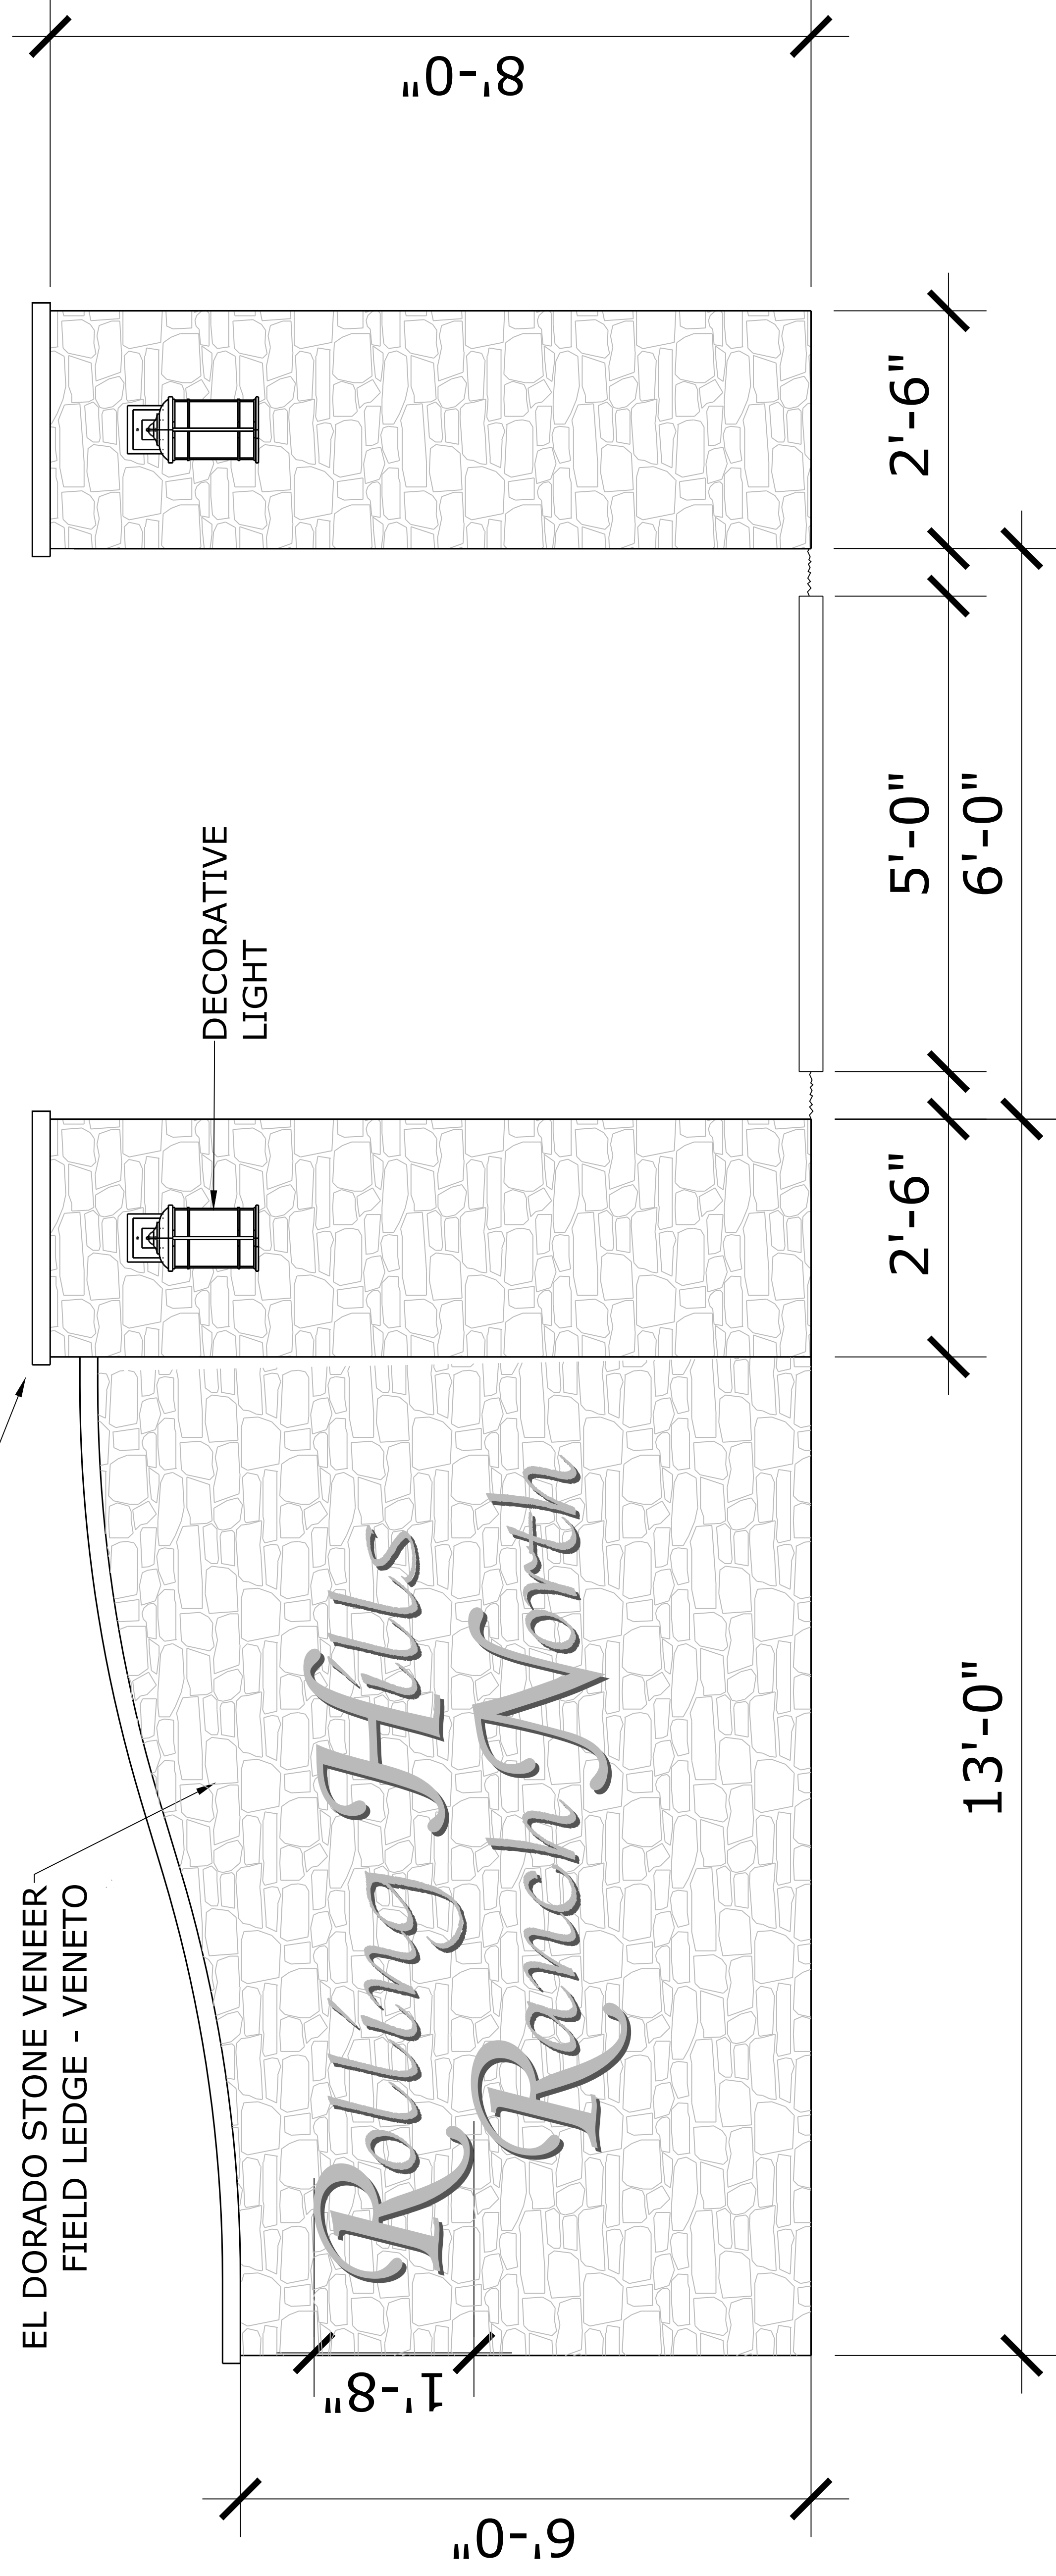 EL DORADO STONE VENEER
FIELD LEDGE - VENETO
DECORATIVE
LIGHT
Rolling Hills
Ranch North
1'-8"
6'-0"
8'-0"
2'-6"
5'-0"
2'-6"
13'-0"
6'-0"